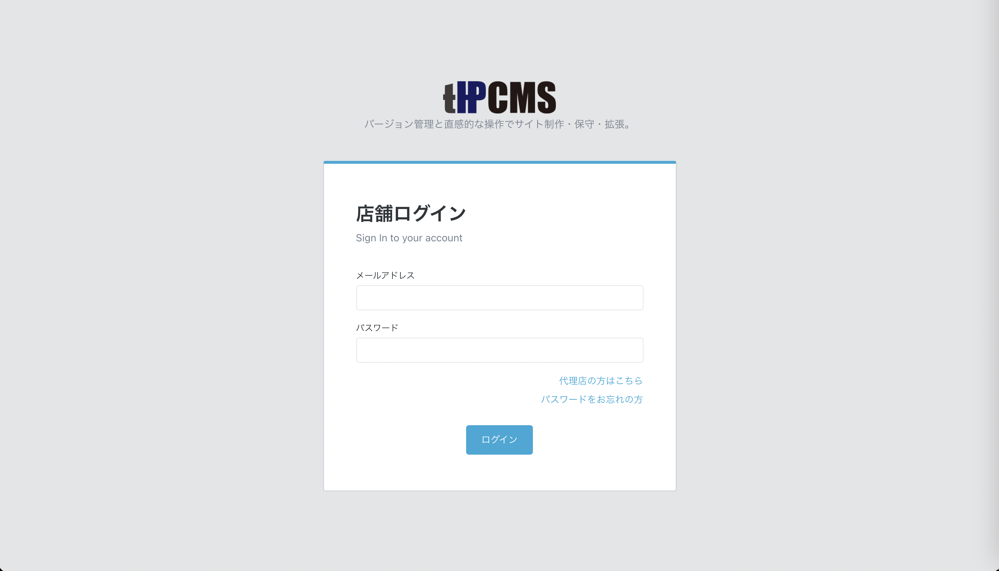 tHPCMS
バージョン管理と直感的な操作でサイト制作・保守・拡張。
店舗ログイン
Sign In to your account
メールアドレス
パスワード
代理店の方はこちら
パスワードをお忘れの方
ログイン